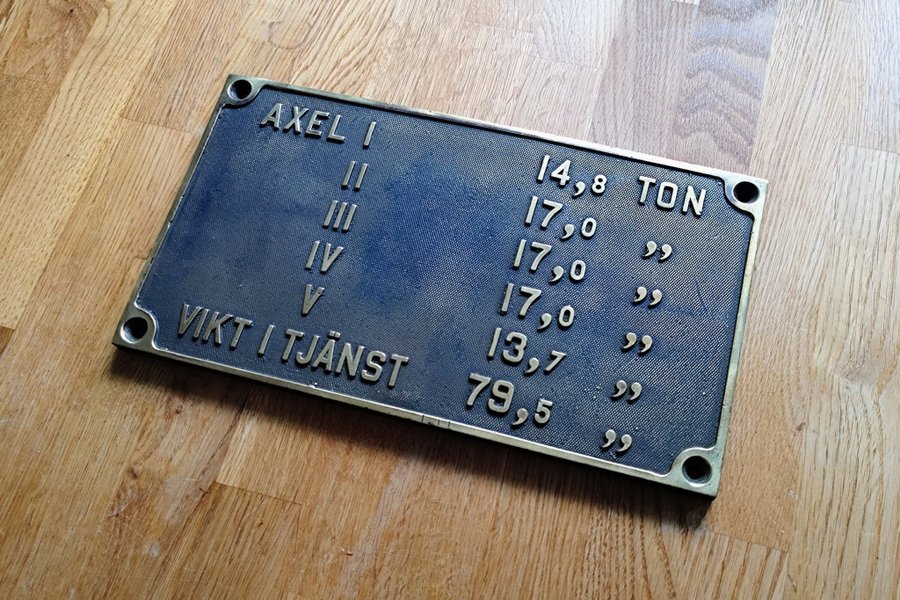 AXEL I 14,8 TON
II 17,0 ”
III 17,0 ”
IV 17,0 ”
V 13,7 ”
VIKT I TJÄNST 79,5 ”